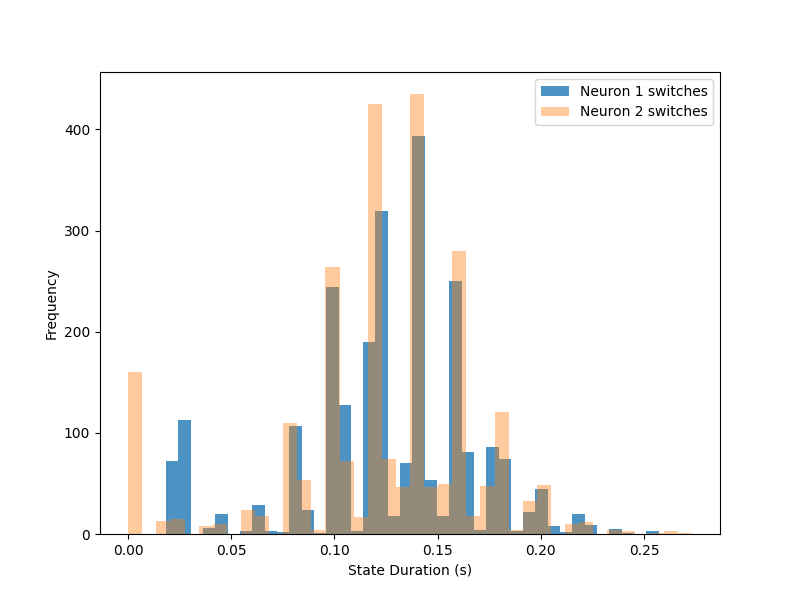 Neuron 1 switches
Neuron 2 switches
Frequency
400
300
200
100
0
0.00 0.05 0.10 0.15 0.20 0.25
State Duration (s)